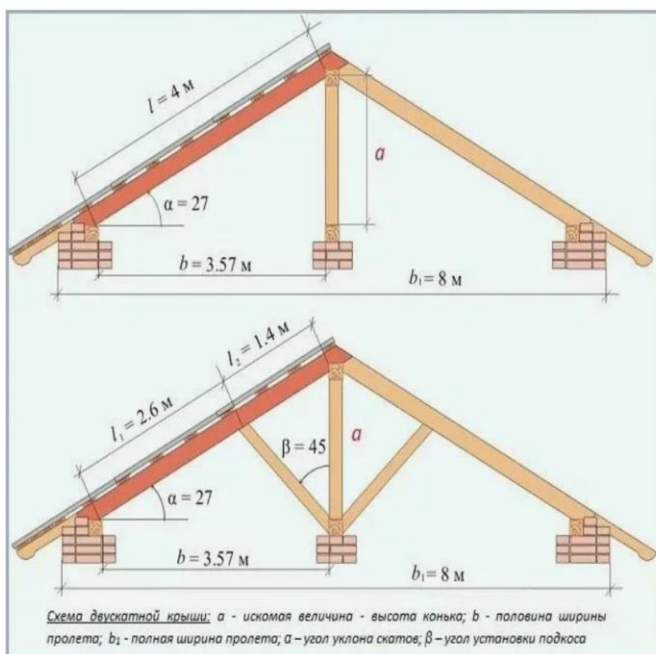 l = 4 м
a
α = 27
b = 3.57 м
b₁ = 8 м
l₂ = 1.4 м
l₁ = 2.6 м
β = 45
a
α = 27
b = 3.57 м
b₁ = 8 м
Схема двускатной крыши: a - искомая величина - высота конька; b - половина ширины
пролета; b₁ - полная ширина пролета; α – угол уклона скатов; β – угол установки подкоса